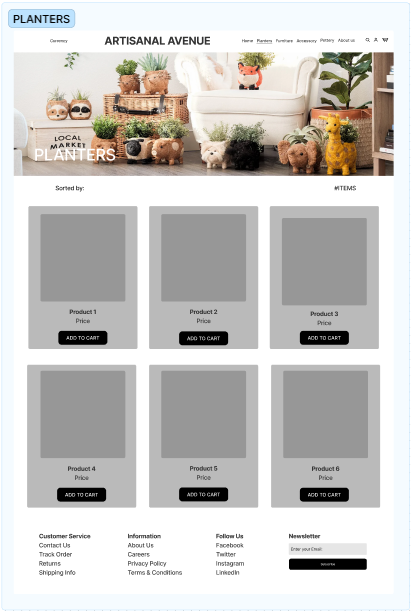 PLANTERS
Currency
ARTISANAL AVENUE
Home Planters Furniture Accessory Pottery About us
LOCAL
MARKET
PLANTERS
Sorted by:
#ITEMS
Product 1
Price
ADD TO CART
Product 2
Price
ADD TO CART
Product 3
Price
ADD TO CART
Product 4
Price
ADD TO CART
Product 5
Price
ADD TO CART
Product 6
Price
ADD TO CART
Customer Service
Contact Us
Track Order
Returns
Shipping Info
Information
About Us
Careers
Privacy Policy
Terms & Conditions
Follow Us
Facebook
Twitter
Instagram
LinkedIn
Newsletter
Enter your Email
Subscribe